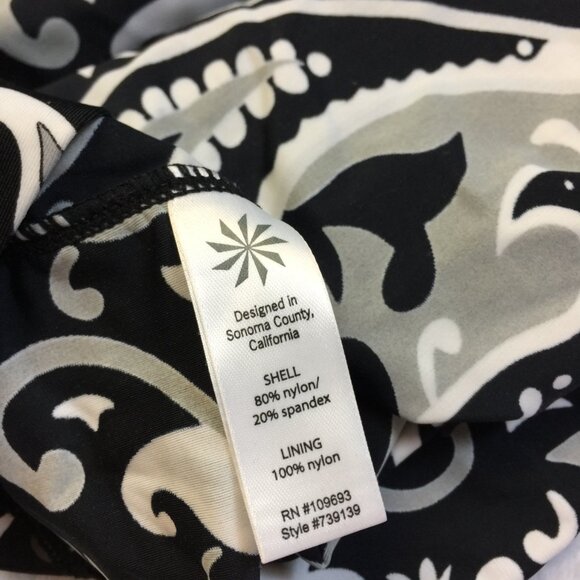 Designed in
Sonoma County,
California
SHELL
80% nylon/
20% spandex
LINING
100% nylon
RN #109693
Style #739139